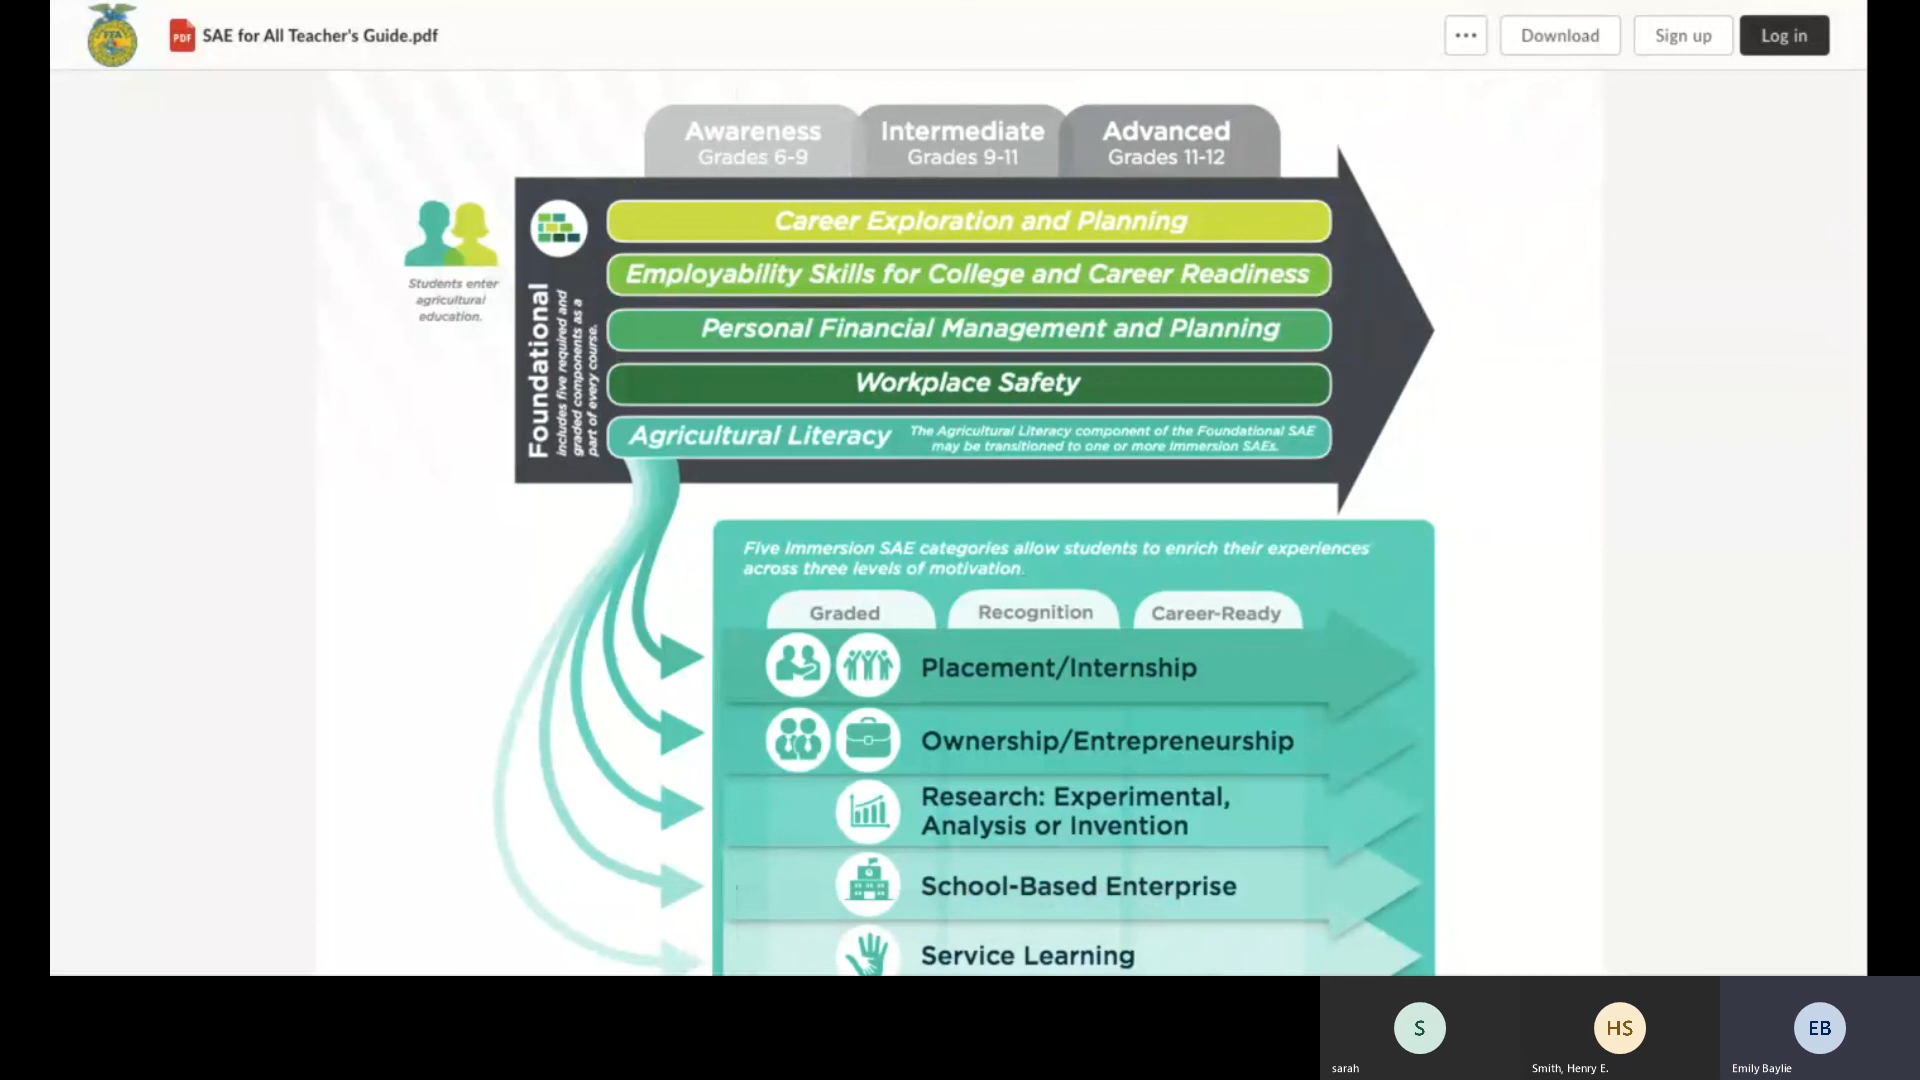 FFA
PDF
SAE for All Teacher's Guide.pdf
Download
Sign up
Log in
Awareness
Grades 6-9
Intermediate
Grades 9-11
Advanced
Grades 11-12
Students enter
agricultural
education.
Foundational
includes five required and
graded components as a
part of every course.
Career Exploration and Planning
Employability Skills for College and Career Readiness
Personal Financial Management and Planning
Workplace Safety
Agricultural Literacy
The Agricultural Literacy component of the Foundational SAE
may be transitioned to one or more Immersion SAEs.
Five Immersion SAE categories allow students to enrich their experiences
across three levels of motivation.
Graded
Recognition
Career-Ready
Placement/Internship
Ownership/Entrepreneurship
Research: Experimental,
Analysis or Invention
School-Based Enterprise
Service Learning
S
HS
EB
sarah
Smith, Henry E.
Emily Baylie